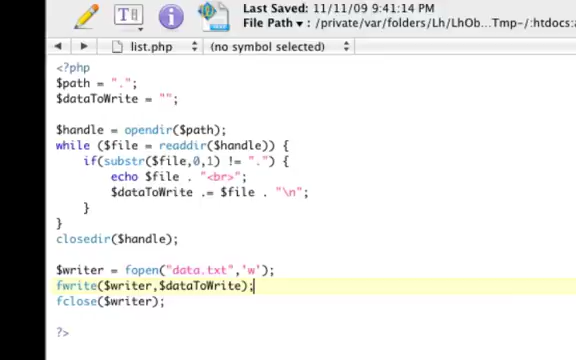 Last Saved: 11/11/09 9:41:14 PM
File Path ▾ : /private/var/folders/Lh/LhOb…Tmp-/:htdocs:
list.php (no symbol selected)
<?php
$path = ".";
$dataToWrite = "";
$handle = opendir($path);
while ($file = readdir($handle)) {
if(substr($file,0,1) != ".") {
echo $file . "<br>";
$dataToWrite .= $file . "\n";
}
}
closedir($handle);
$writer = fopen("data.txt",'w');
fwrite($writer,$dataToWrite);
fclose($writer);
?>